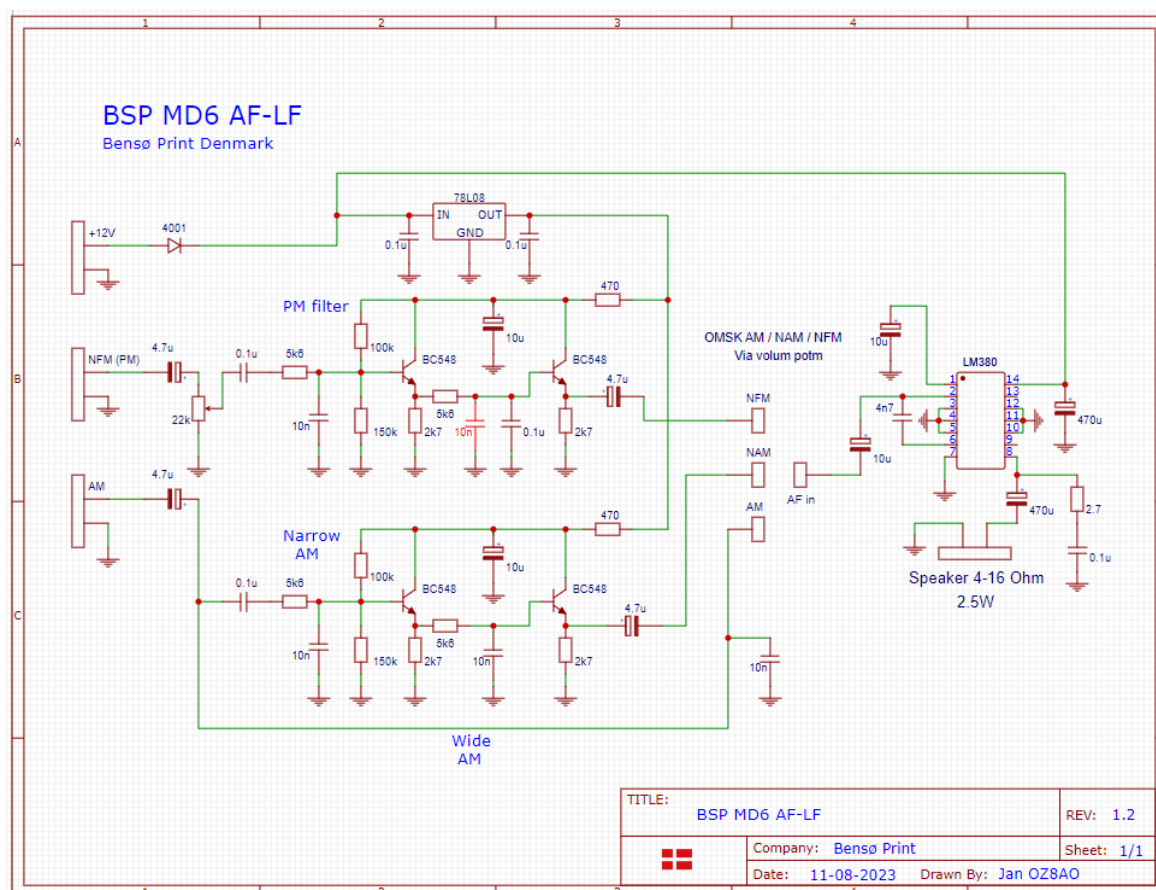 1 2 3 4
BSP MD6 AF-LF
Bensø Print Denmark
A
78L08
IN OUT
GND
+12V
4001
0.1u
0.1u
470
PM filter
OMSK AM / NAM / NFM
Via volum potm
10u
10u
NFM (PM)
4.7u
0.1u
5k6
100k
BC548
BC548
4.7u
LM380
B
1 14
2 13
3 12
4 11
5 10
6 9
7 8
NFM
4n7
470u
22k
10n
150k
5k6
2k7
10n
0.1u
2k7
NAM
AF in
10u
AM
4.7u
AM
470u
2.7
0.1u
470
Narrow
AM
10u
Speaker 4-16 Ohm
2.5W
100k
BC548
BC548
0.1u
5k6
4.7u
C
10n
150k
5k6
2k7
10n
2k7
10n
Wide
AM
TITLE:
BSP MD6 AF-LF
REV: 1.2
Company: Bensø Print
Sheet: 1/1
Date: 11-08-2023 Drawn By: Jan OZ8AO
1 2 3 4